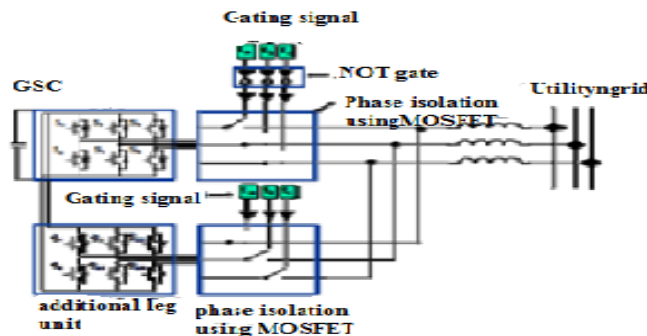 Gating signal
GSC
.NOT gate
Phase isolation
usingMOSFET
Utilityngrid
Gating signal
additional leg
unit
phase isolation
using MOSFET